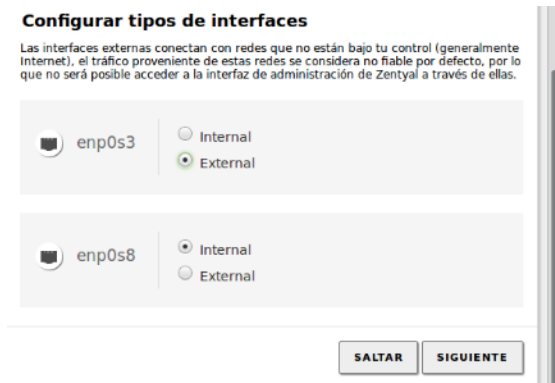 Configurar tipos de interfaces
Las interfaces externas conectan con redes que no están bajo tu control (generalmente
Internet), el tráfico proveniente de estas redes se considera no fiable por defecto, por lo
que no será posible acceder a la interfaz de administración de Zentyal a través de ellas.
enp0s3
Internal
External
enp0s8
Internal
External
SALTAR SIGUIENTE